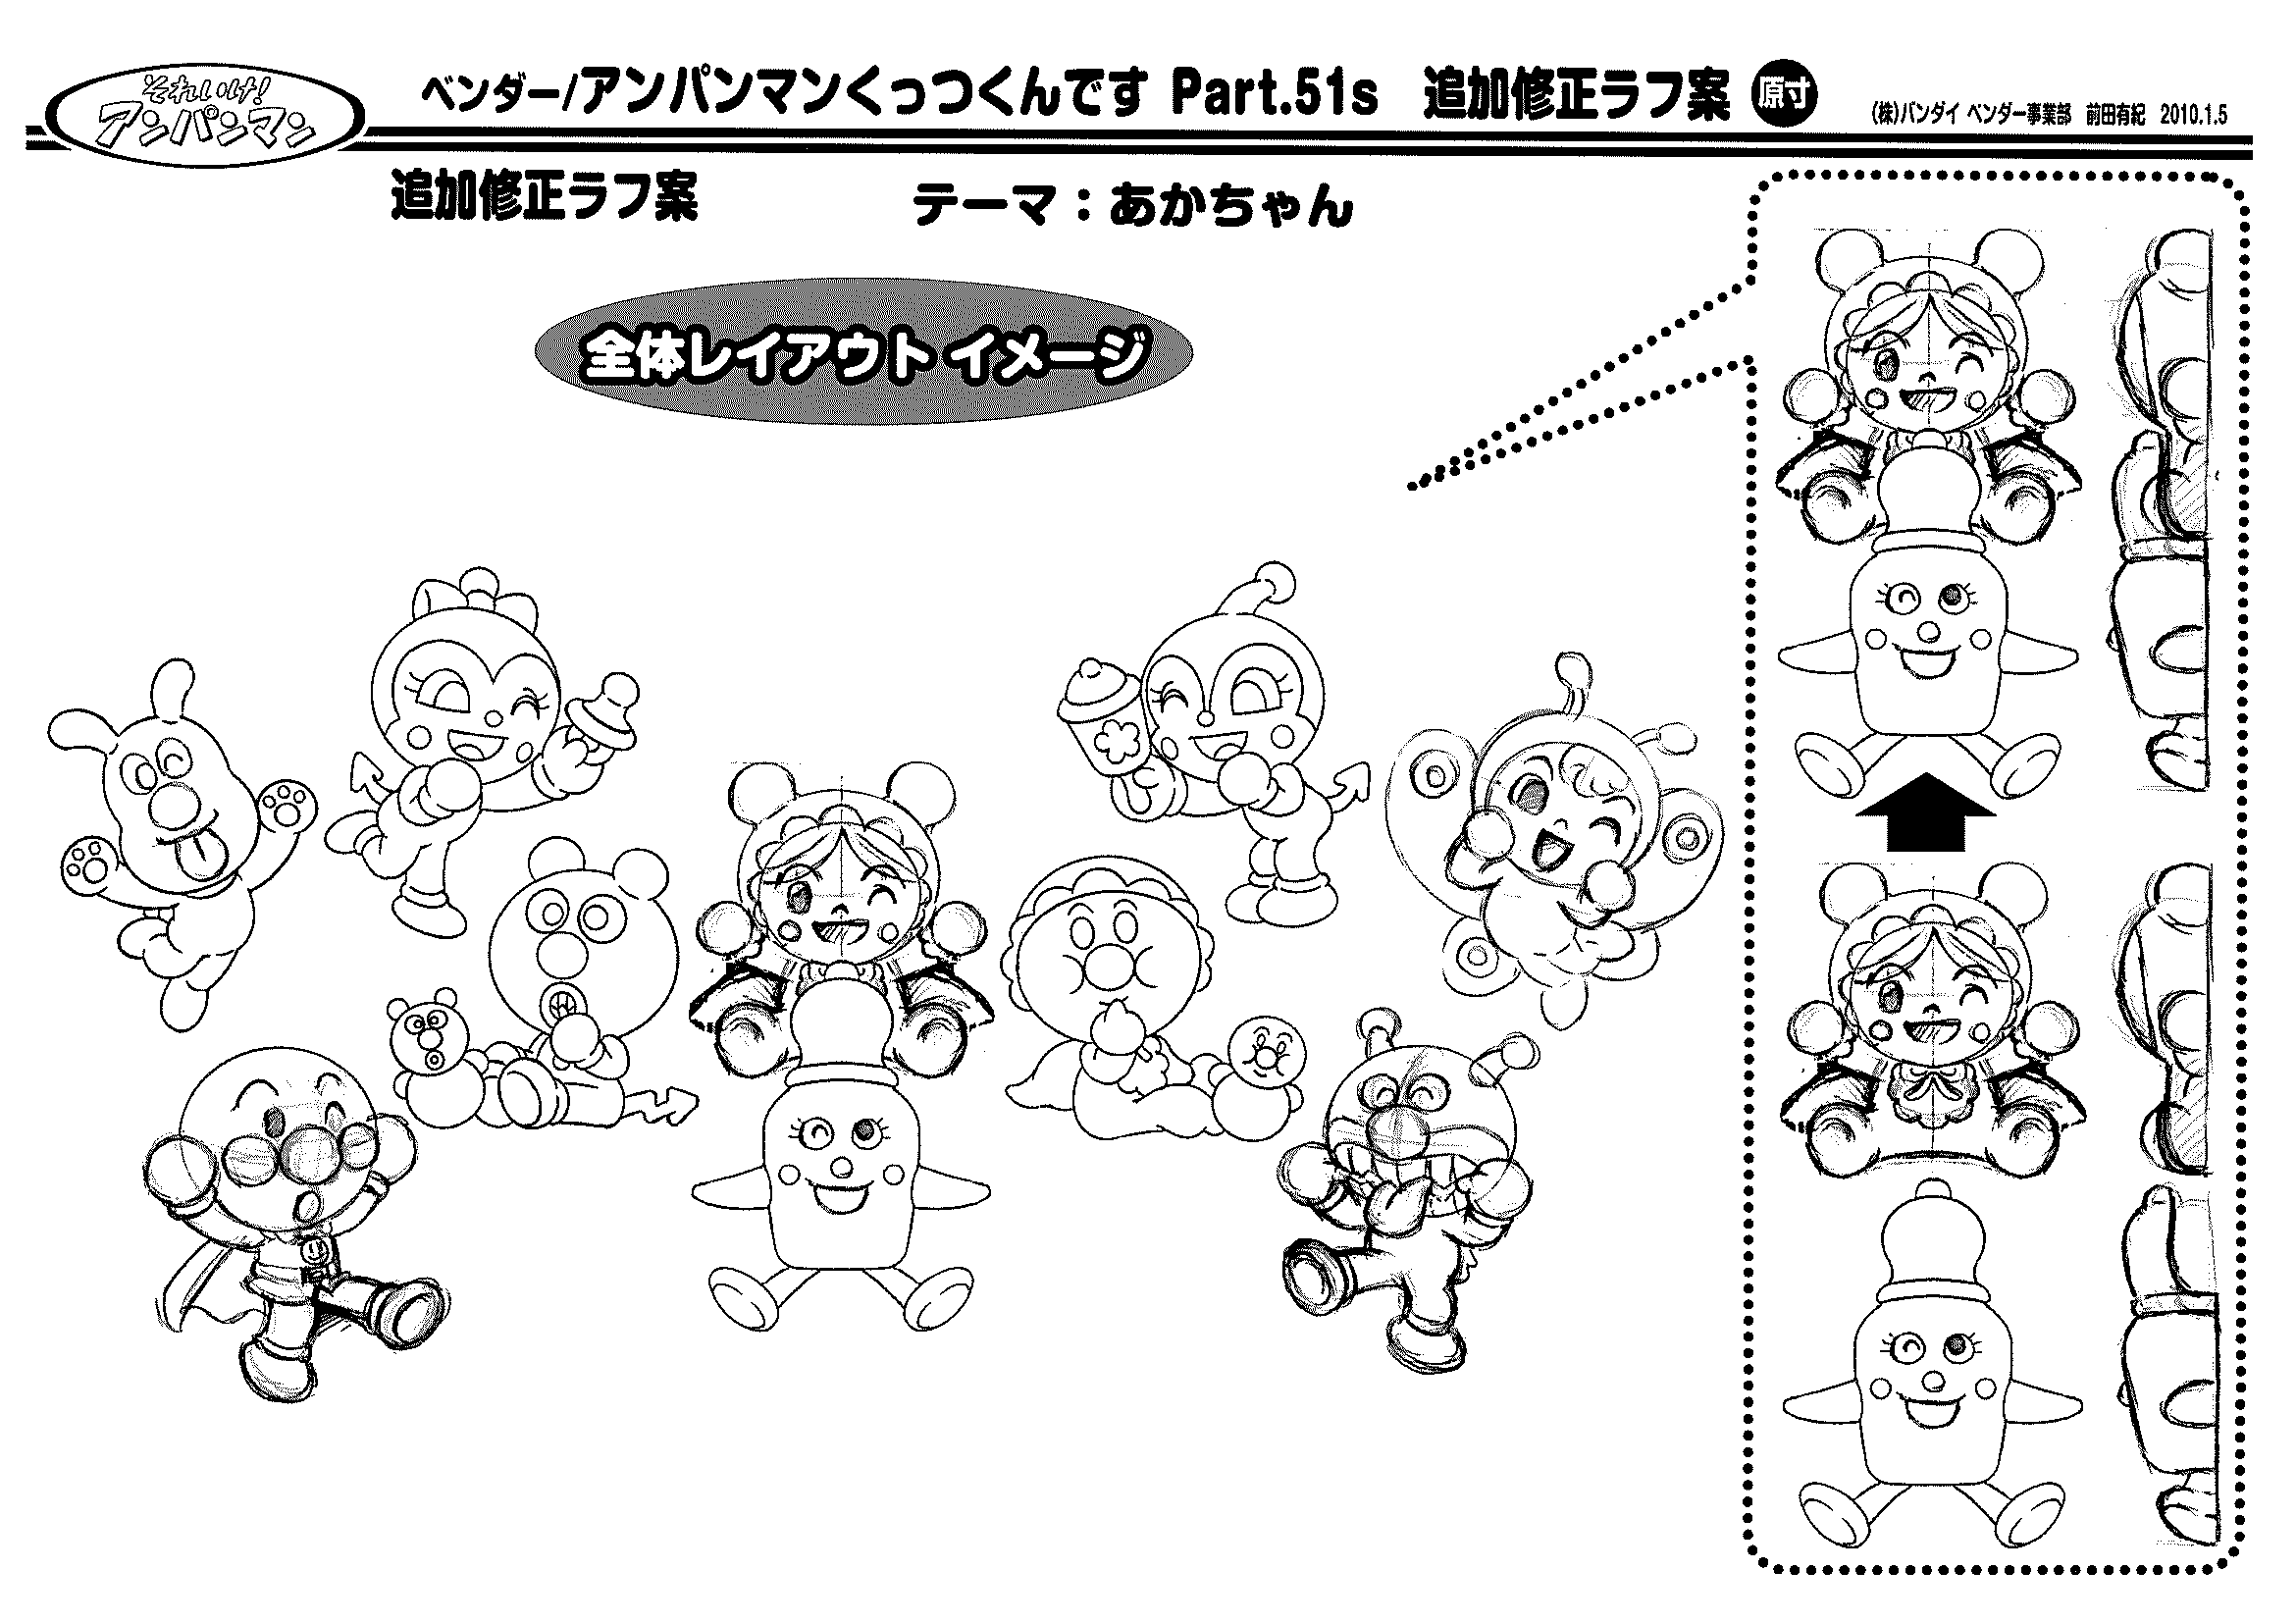 それいけ!
アンパンマン
ベンダー/アンパンマンくっつくんです Part.51s 追加修正ラフ案 原寸
(株)バンダイ ベンダー事業部 前田有紀 2010.1.5
追加修正ラフ案 テーマ：あかちゃん
全体レイアウト イメージ